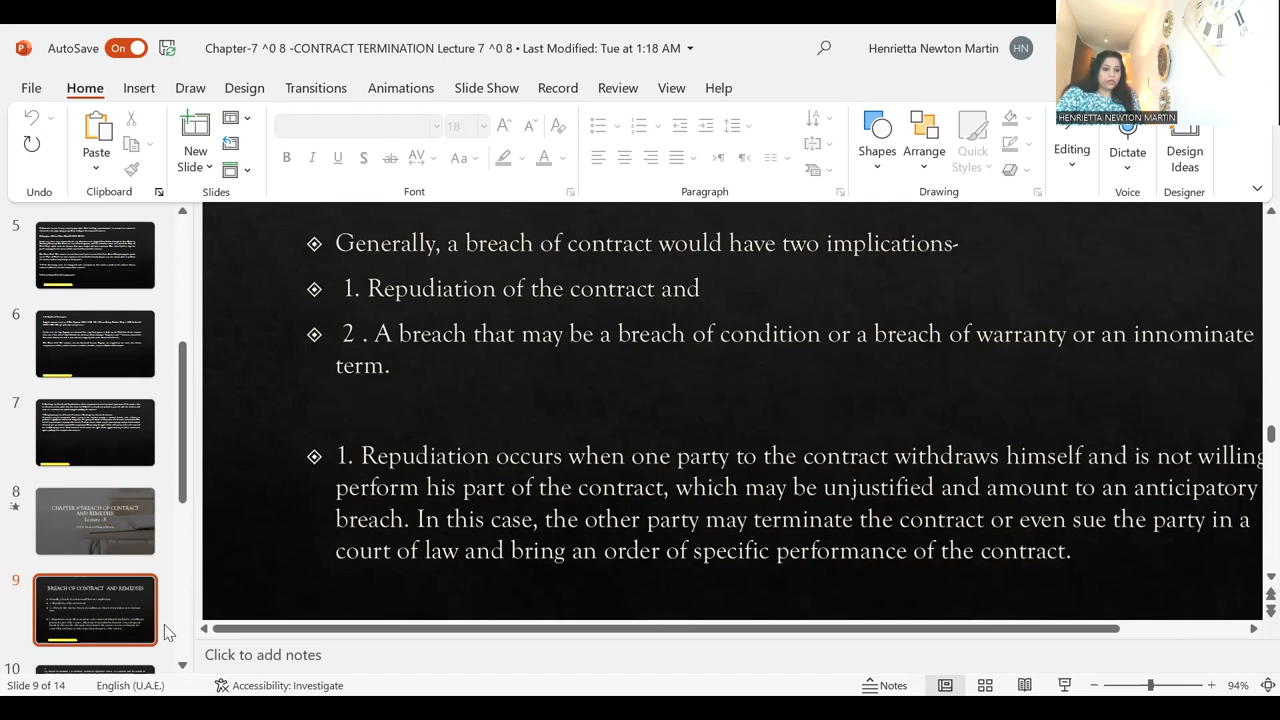 AutoSave On Chapter-7 ^0 8 -CONTRACT TERMINATION Lecture 7 ^0 8 • Last Modified: Tue at 1:18 AM Henrietta Newton Martin HN
HENRIETTA NEWTON MARTIN
File Home Insert Draw Design Transitions Animations Slide Show Record Review View Help
Paste New Slide 18 Shapes Arrange Quick Styles Editing Dictate Design Ideas
Undo Clipboard Slides Font Paragraph Drawing Voice Designer
5
6
7
8
CHAPTER 8"BREACH OF CONTRACT
AND REMEDIES
Lecture - 8
9
BREACH OF CONTRACT AND REMEDIES
10
Generally, a breach of contract would have two implications-
1. Repudiation of the contract and
2 . A breach that may be a breach of condition or a breach of warranty or an innominate
term.
1. Repudiation occurs when one party to the contract withdraws himself and is not willing
perform his part of the contract, which may be unjustified and amount to an anticipatory
breach. In this case the other party may terminate the contract or even sue the party in a
court of law and bring an order of specific performance of the contract.
Click to add notes
Slide 9 of 14 English (U.A.E.) Accessibility: Investigate Notes 94%